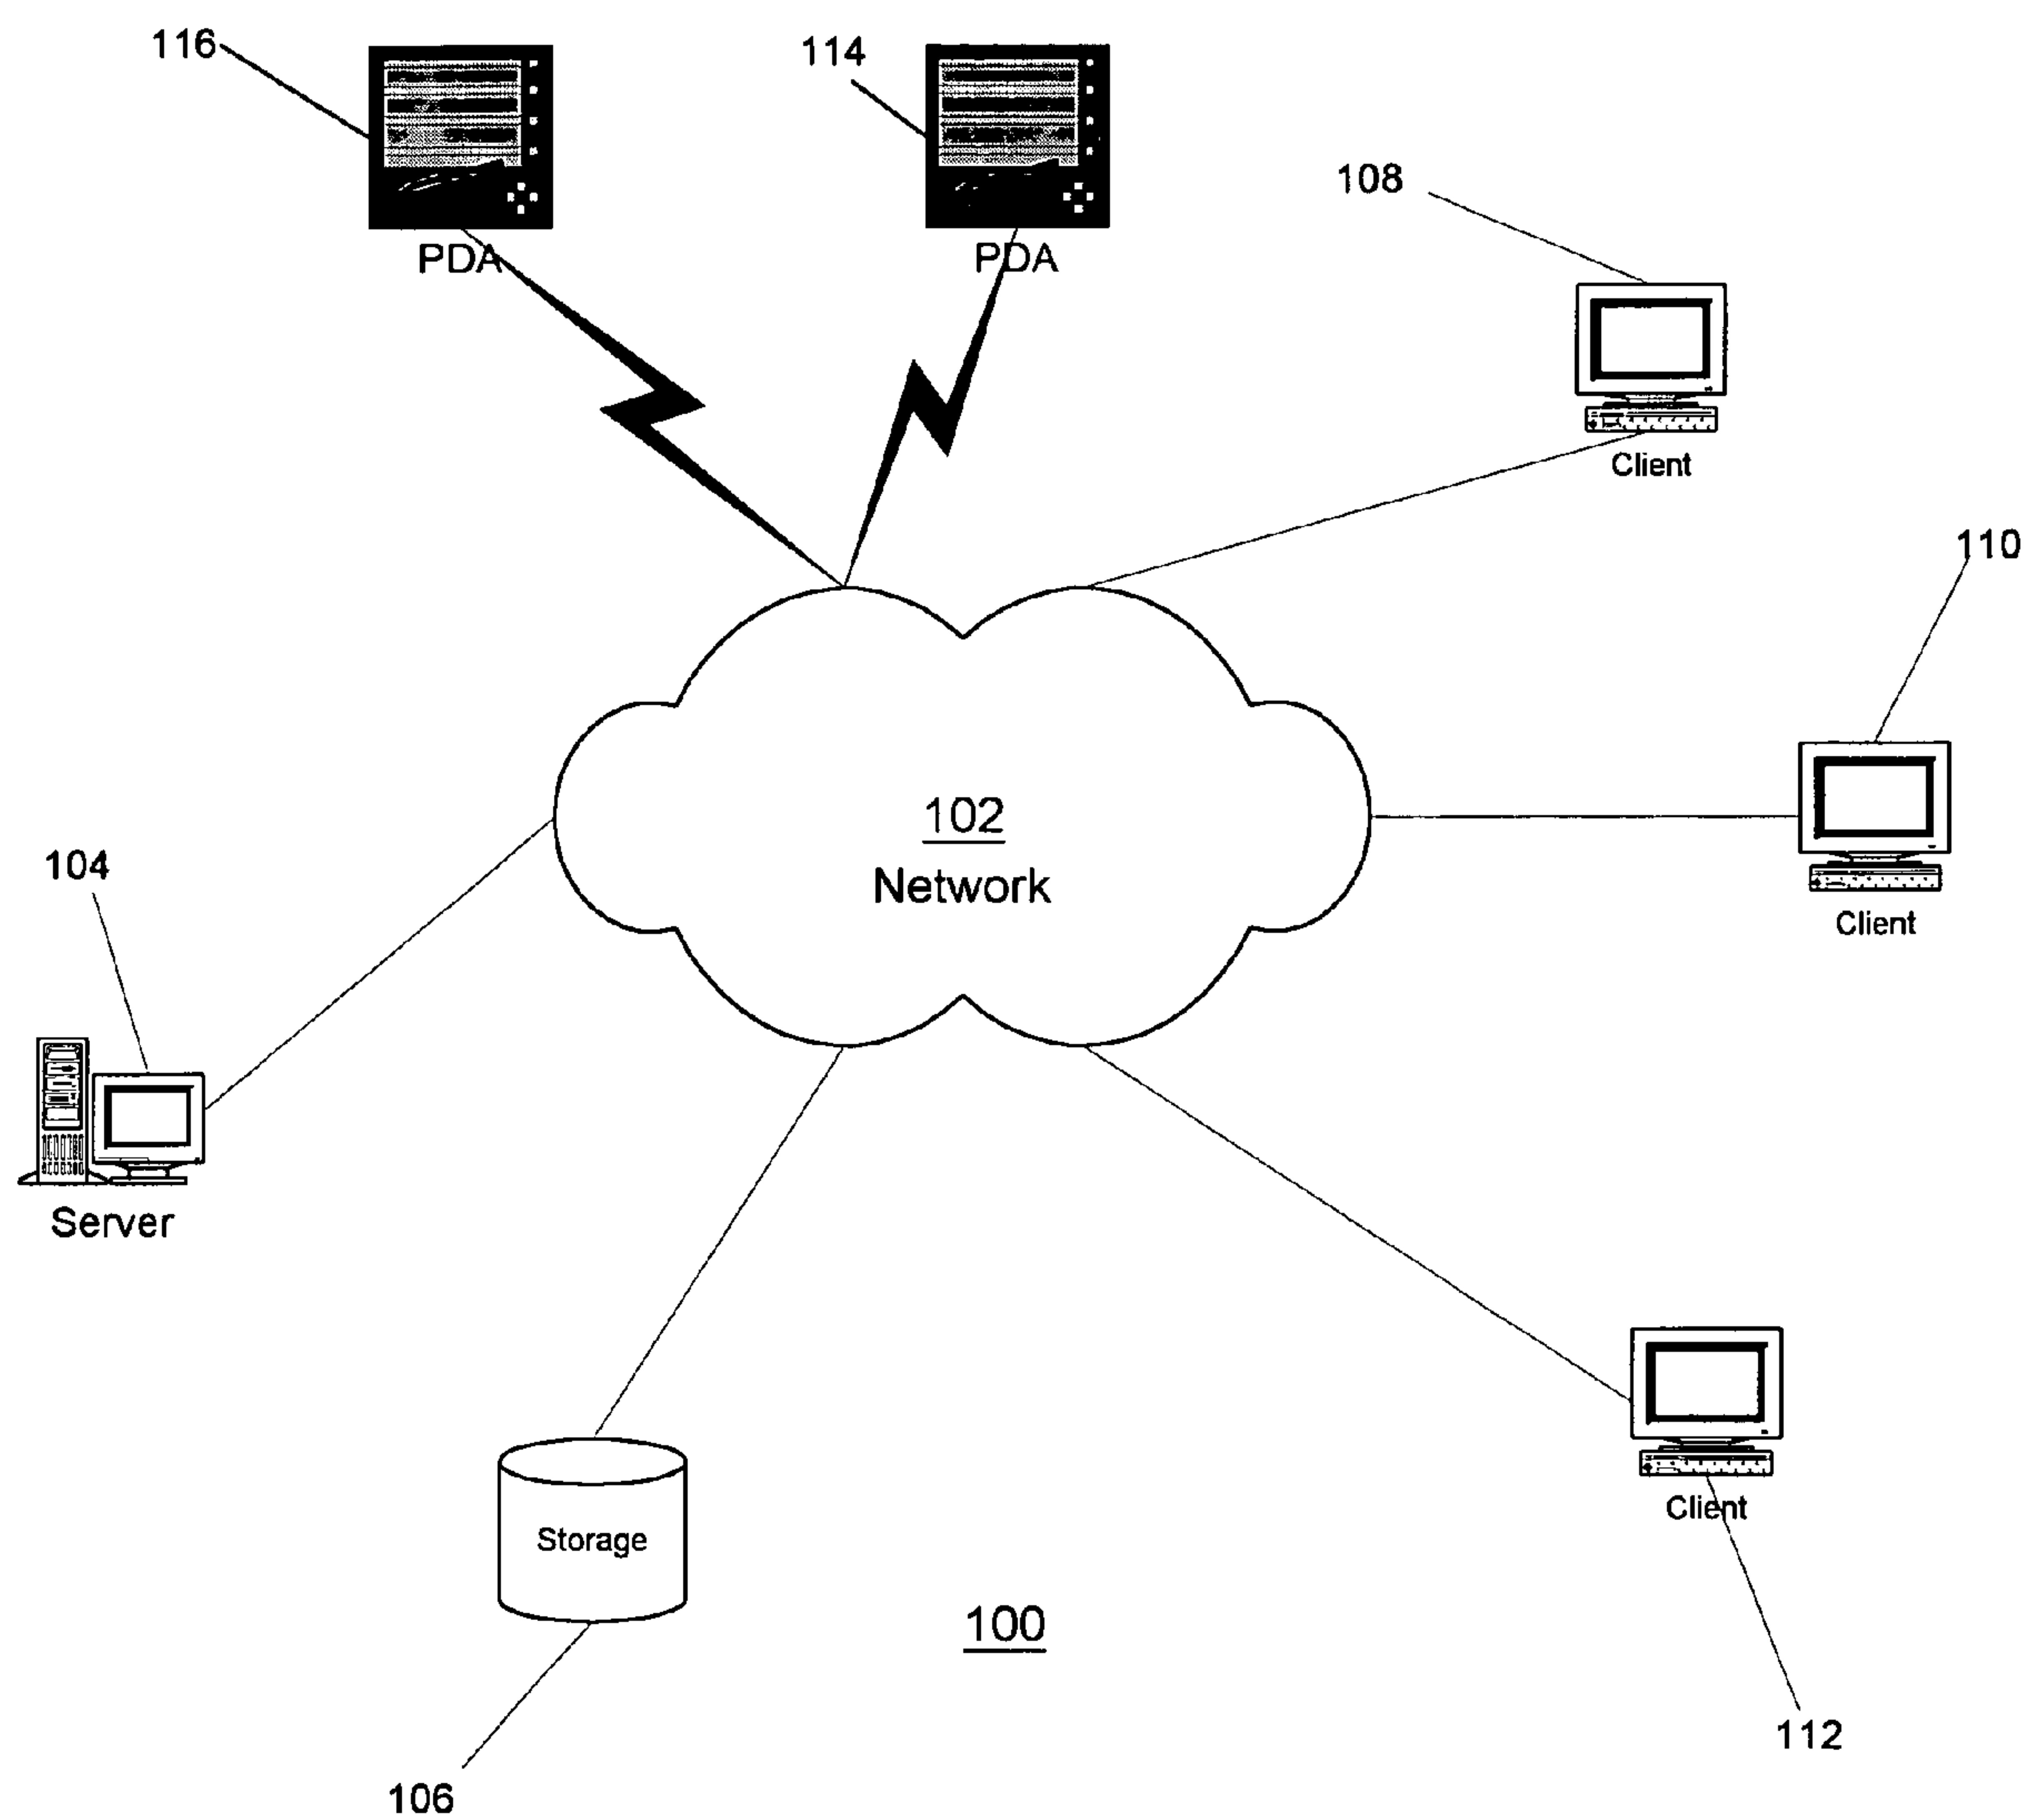 116
114
PDA
PDA
108
Client
110
102
Network
Client
104
Server
Client
Storage
100
112
106